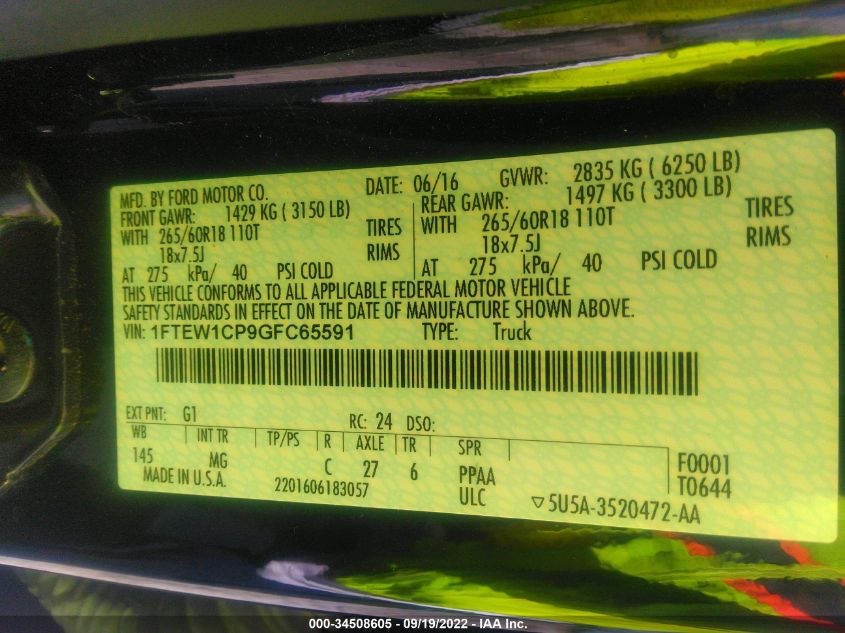 MFD. BY FORD MOTOR CO. DATE: 06/16 GVWR: 2835 KG ( 6250 LB)
FRONT GAWR: 1429 KG ( 3150 LB) REAR GAWR: 1497 KG ( 3300 LB)
WITH 265/60R18 110T TIRES WITH 265/60R18 110T TIRES
18x7.5J RIMS 18x7.5J RIMS
AT 275 kPa/ 40 PSI COLD AT 275 kPa/ 40 PSI COLD
THIS VEHICLE CONFORMS TO ALL APPLICABLE FEDERAL MOTOR VEHICLE
SAFETY STANDARDS IN EFFECT ON THE DATE OF MANUFACTURE SHOWN ABOVE.
VIN: 1FTEW1CP9GFC65591 TYPE: Truck
EXT PNT: G1 RC: 24 DSO:
WB INT TR TP/PS R AXLE TR SPR
145 MG C 27 6 PPAA F0001
MADE IN U.S.A. 2201606183057 ULC T0644
▽5U5A-3520472-AA
000-34508605 - 09/19/2022 - IAA Inc.